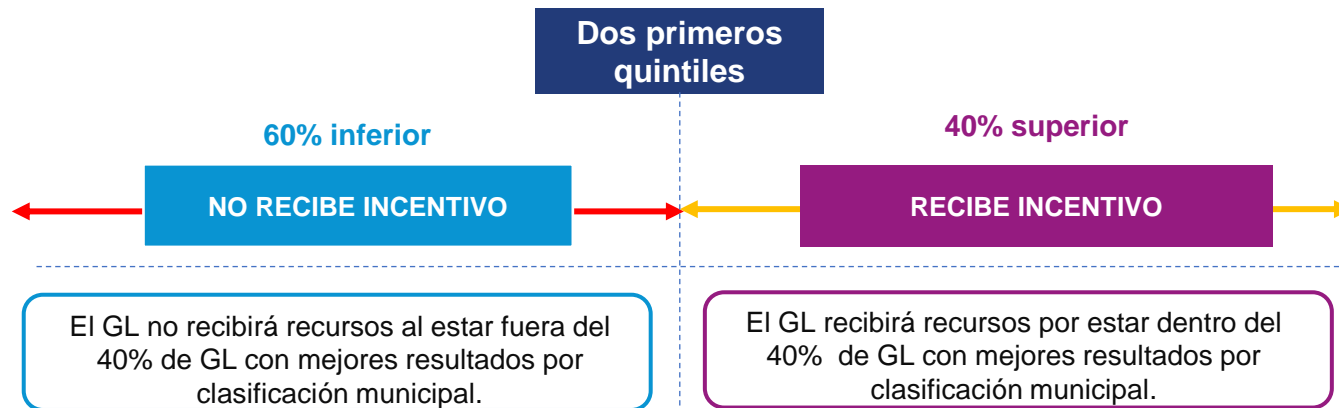 Dos primeros
quintiles
60% inferior
40% superior
NO RECIBE INCENTIVO
RECIBE INCENTIVO
El GL no recibirá recursos al estar fuera del
40% de GL con mejores resultados por
clasificación municipal.
El GL recibirá recursos por estar dentro del
40% de GL con mejores resultados por
clasificación municipal.